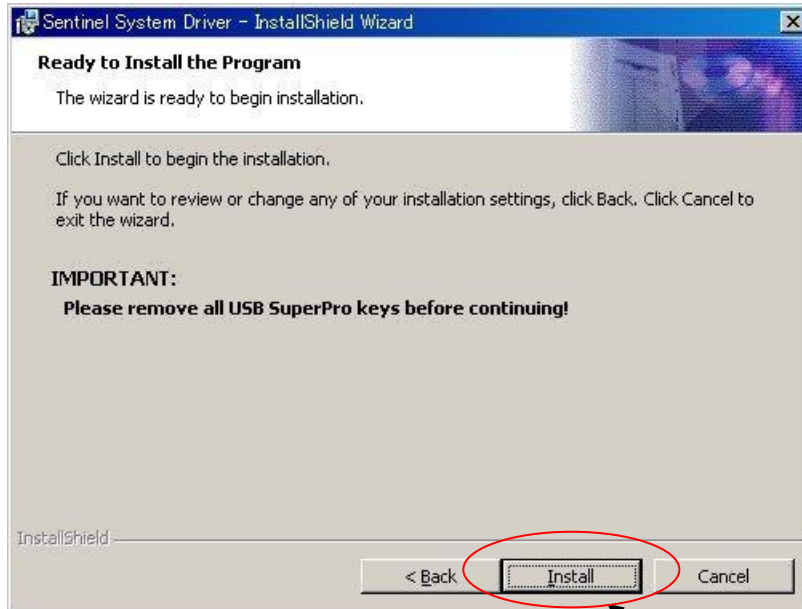 Sentinel System Driver - InstallShield Wizard
Ready to Install the Program
The wizard is ready to begin installation.
Click Install to begin the installation.
If you want to review or change any of your installation settings, click Back. Click Cancel to
exit the wizard.
IMPORTANT:
Please remove all USB SuperPro keys before continuing!
InstallShield
< Back
Install
Cancel